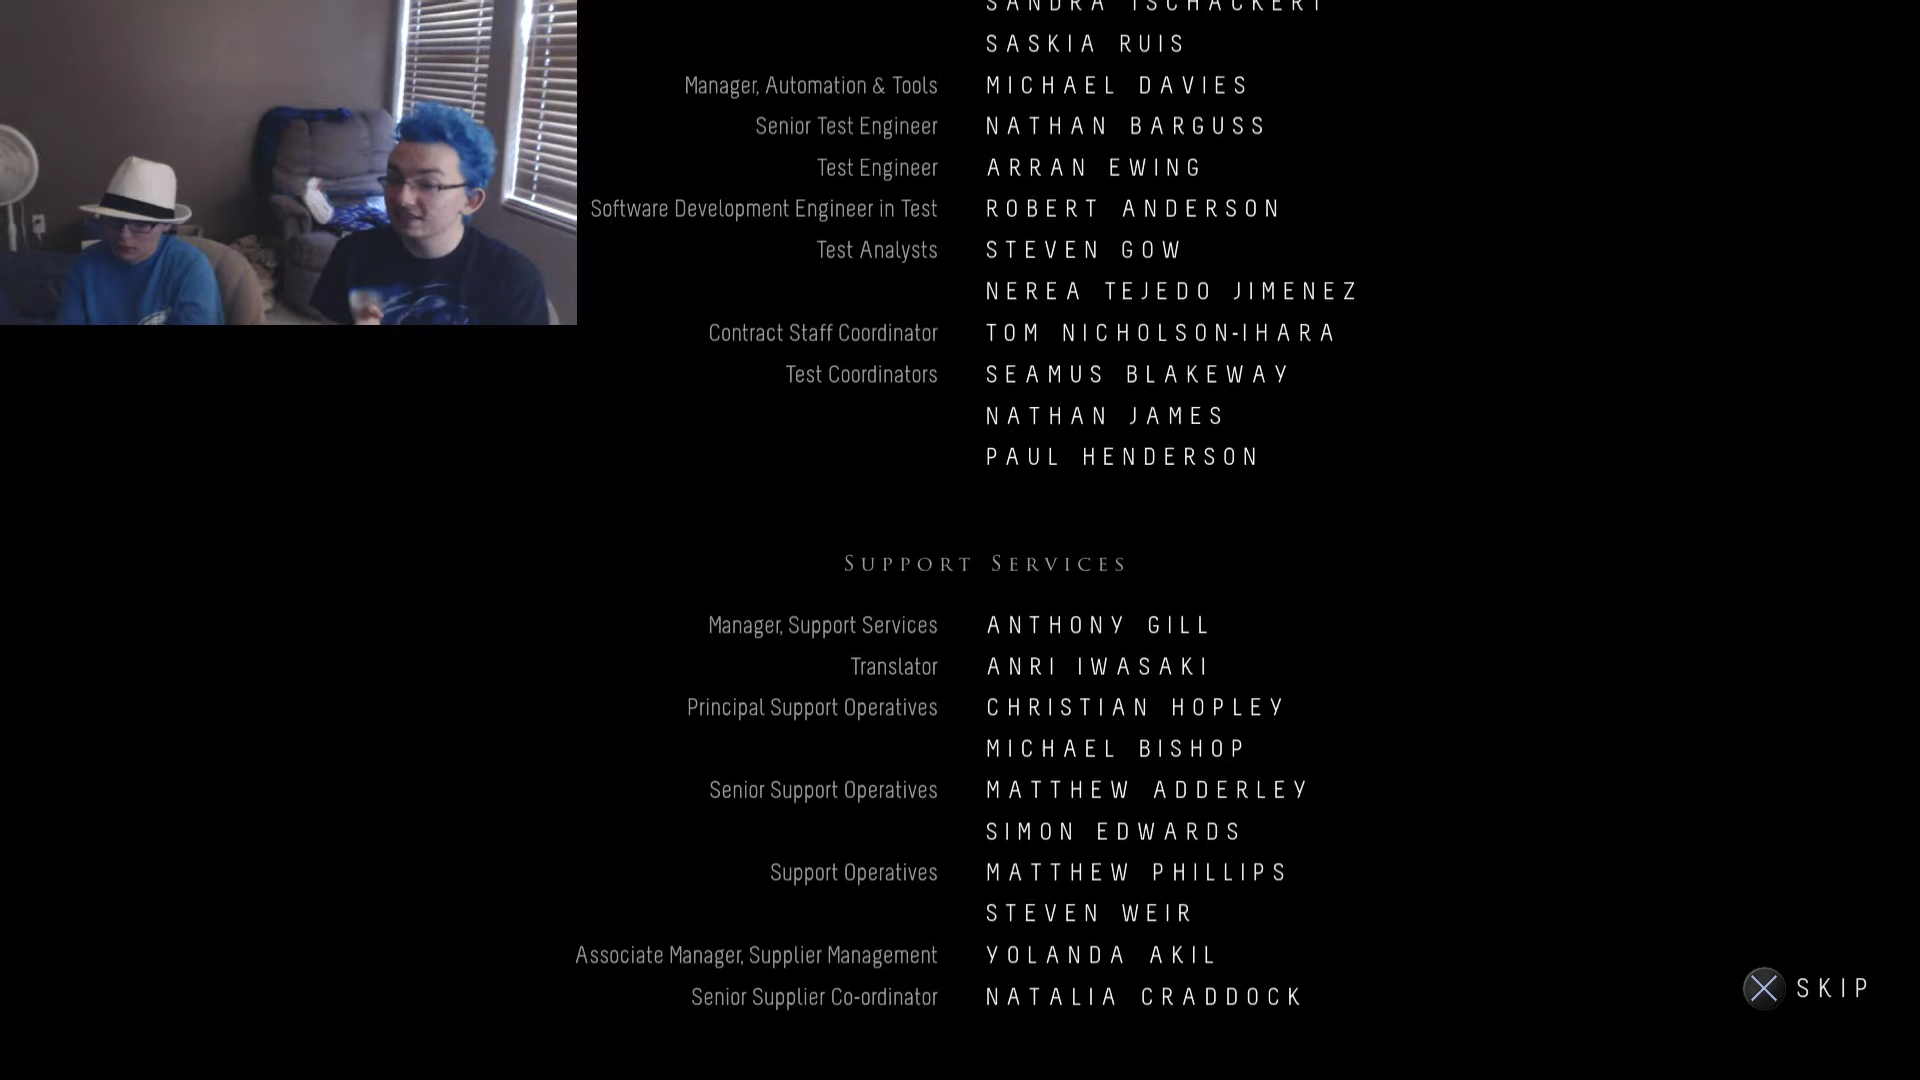 SANDRA TSCHACKERT
SASKIA RUIS
Manager, Automation & Tools MICHAEL DAVIES
Senior Test Engineer NATHAN BARGUSS
Test Engineer ARRAN EWING
Software Development Engineer in Test ROBERT ANDERSON
Test Analysts STEVEN GOW
NEREA TEJEDO JIMENEZ
Contract Staff Coordinator TOM NICHOLSON-IHARA
Test Coordinators SEAMUS BLAKEWAY
NATHAN JAMES
PAUL HENDERSON
SUPPORT SERVICES
Manager, Support Services ANTHONY GILL
Translator ANRI IWASAKI
Principal Support Operatives CHRISTIAN HOPLEY
MICHAEL BISHOP
Senior Support Operatives MATTHEW ADDERLEY
SIMON EDWARDS
Support Operatives MATTHEW PHILLIPS
STEVEN WEIR
Associate Manager, Supplier Management YOLANDA AKIL
Senior Supplier Co-ordinator NATALIA CRADDOCK
SKIP